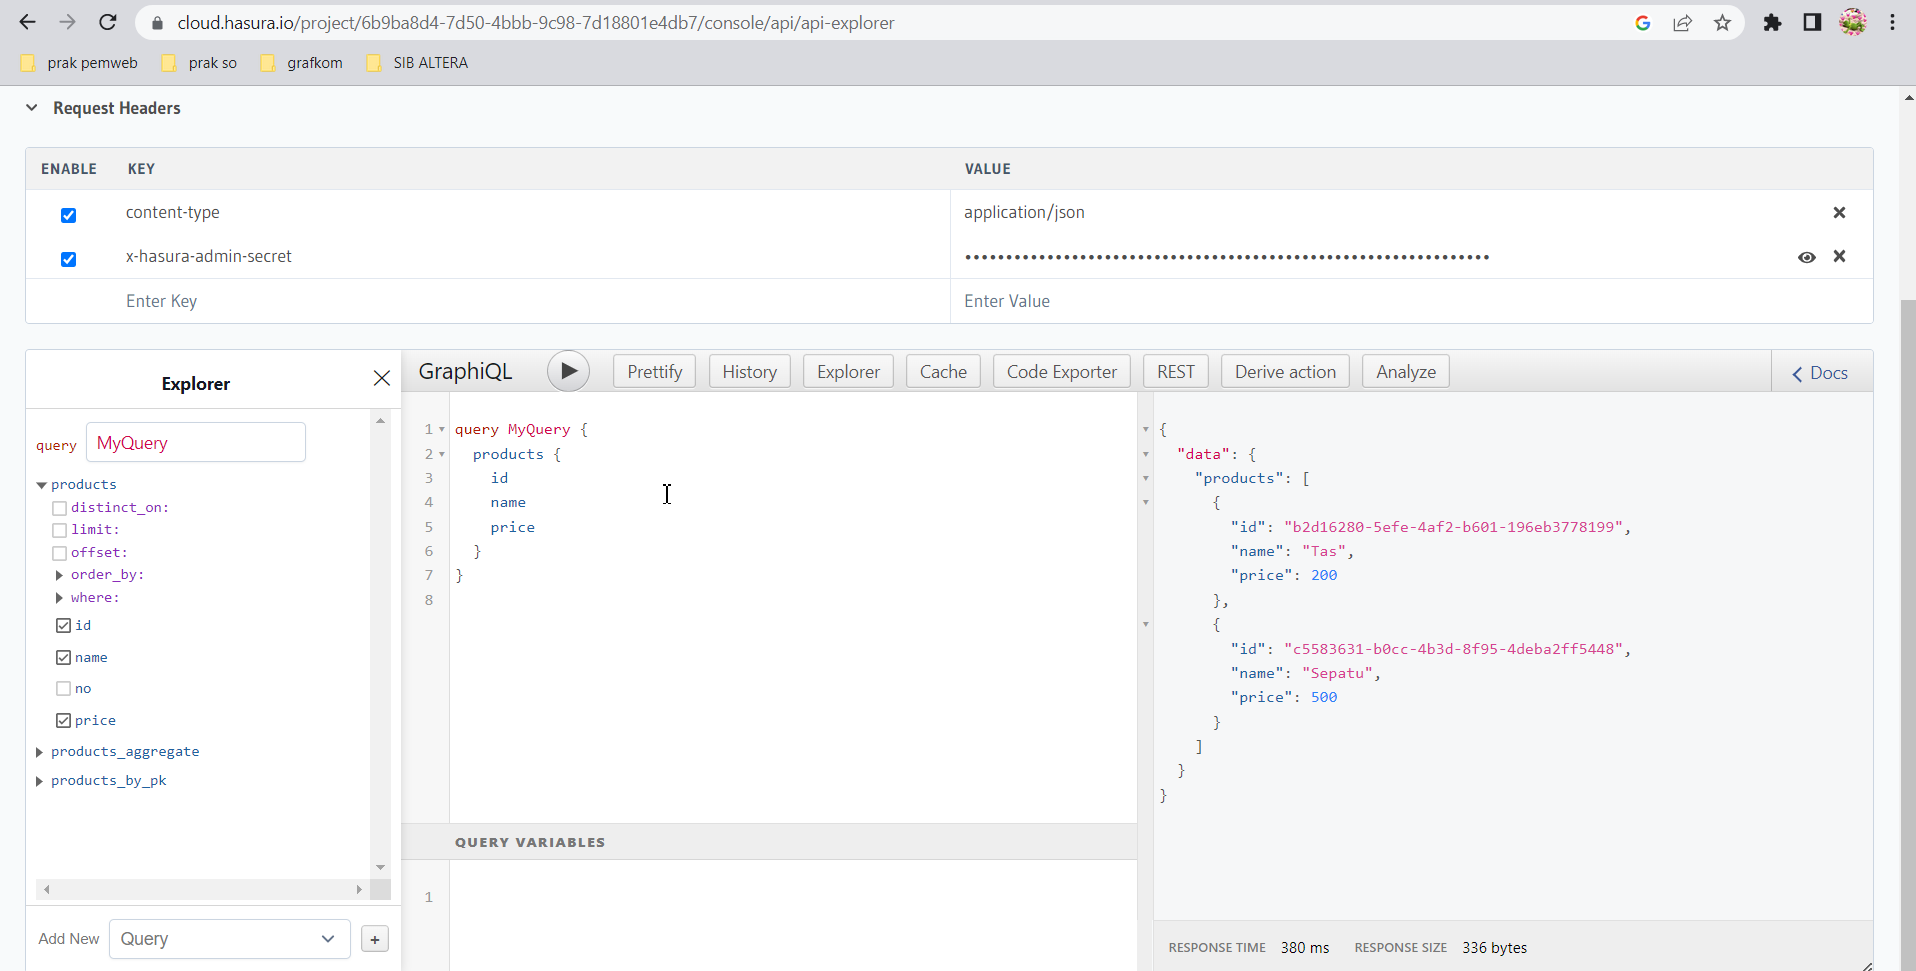 cloud.hasura.io/project/6b9ba8d4-7d50-4bbb-9c98-7d18801e4db7/console/api/api-explorer
prak pemweb prak so grafkom SIB ALTERA
Request Headers
ENABLE KEY VALUE
content-type application/json
x-hasura-admin-secret ••••••••••••••••••••••••••••••••••••••••••••••••••••••••••••••••
Enter Key Enter Value
Explorer
GraphiQL Prettify History Explorer Cache Code Exporter REST Derive action Analyze Docs
query MyQuery
products
distinct_on:
limit:
offset:
order_by:
where:
id
name
no
price
products_aggregate
products_by_pk
Add New Query +
1 query MyQuery {
2 products {
3 id
4 name
5 price
6 }
7 }
8
QUERY VARIABLES
1
{
"data": {
"products": [
{
"id": "b2d16280-5efe-4af2-b601-196eb3778199",
"name": "Tas",
"price": 200
},
{
"id": "c5583631-b0cc-4b3d-8f95-4deba2ff5448",
"name": "Sepatu",
"price": 500
}
]
}
}
RESPONSE TIME 380 ms RESPONSE SIZE 336 bytes